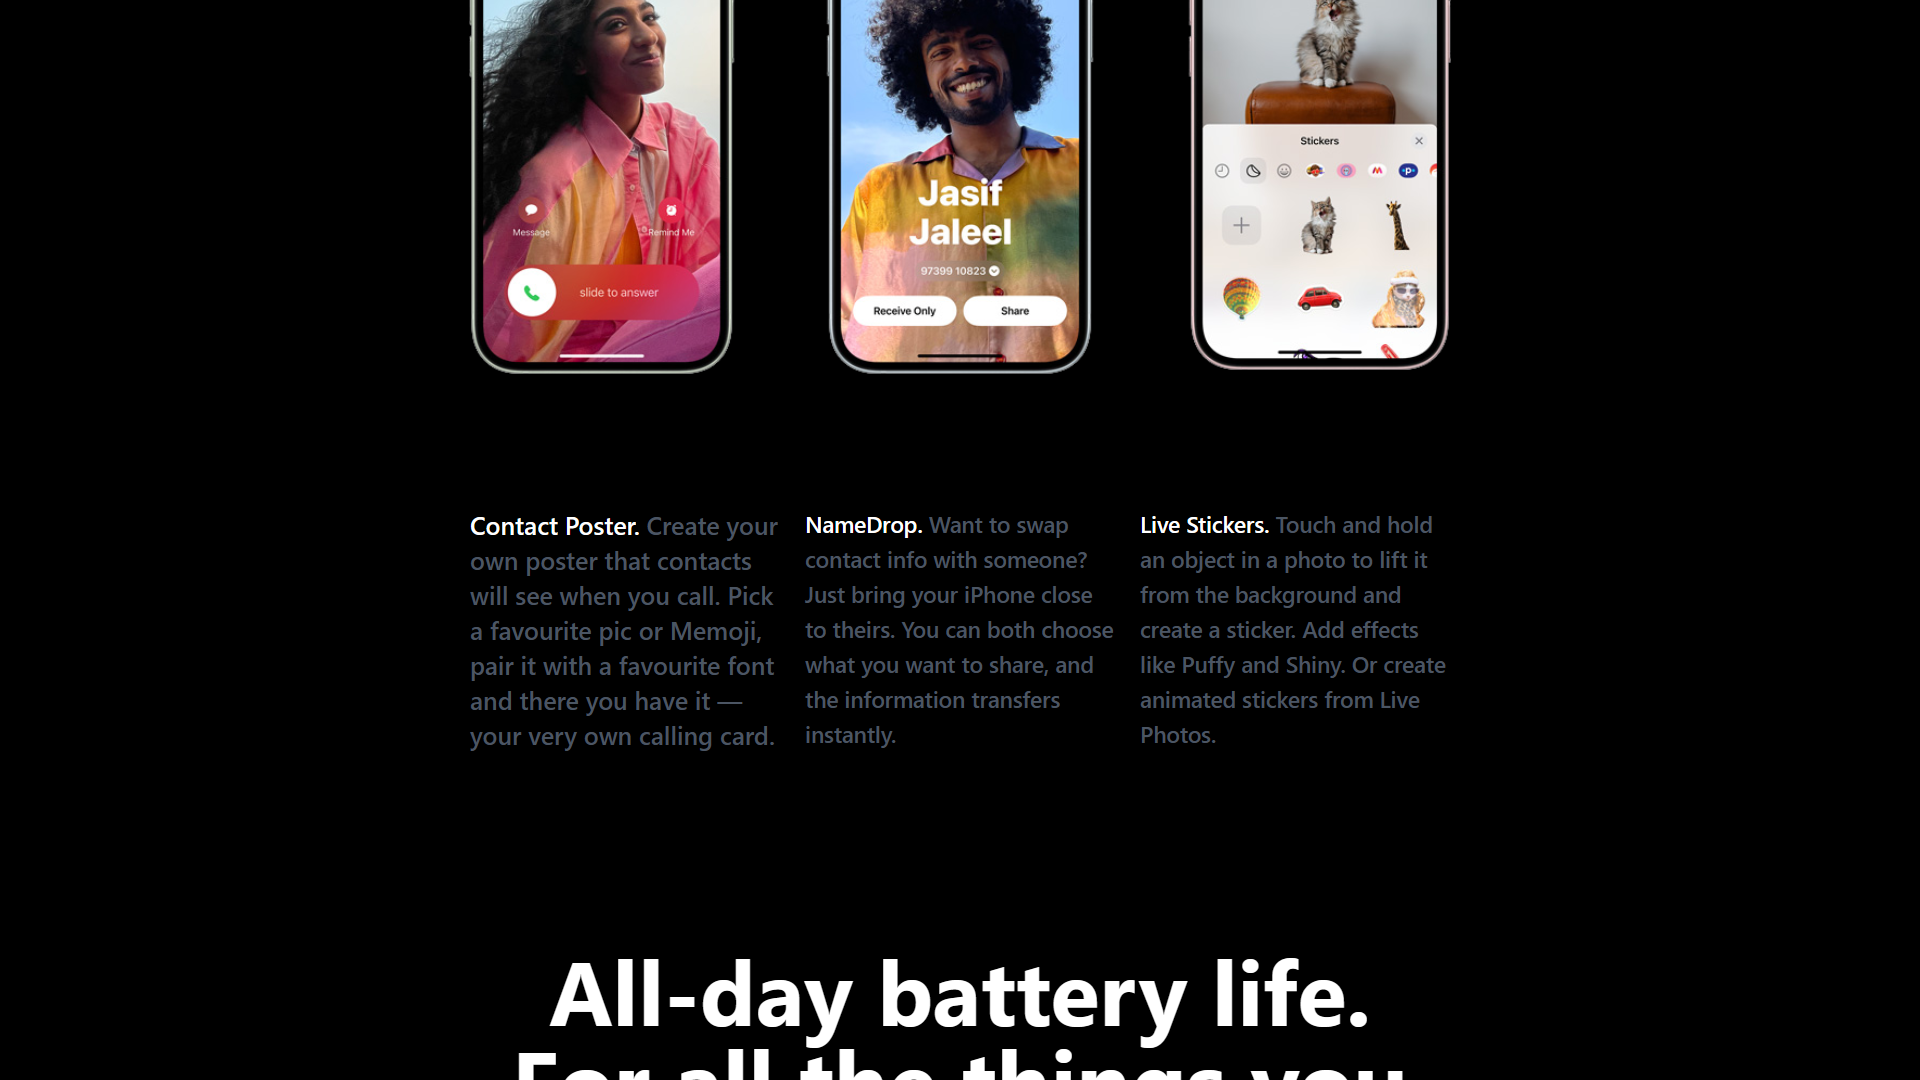 Message
Remind Me
slide to answer
Jasif
Jaleel
97399 10823
Receive Only
Share
Stickers
Contact Poster. Create your
own poster that contacts
will see when you call. Pick
a favourite pic or Memoji,
pair it with a favourite font
and there you have it —
your very own calling card.
NameDrop. Want to swap
contact info with someone?
Just bring your iPhone close
to theirs. You can both choose
what you want to share, and
the information transfers
instantly.
Live Stickers. Touch and hold
an object in a photo to lift it
from the background and
create a sticker. Add effects
like Puffy and Shiny. Or create
animated stickers from Live
Photos.
All-day battery life.
For all the things you